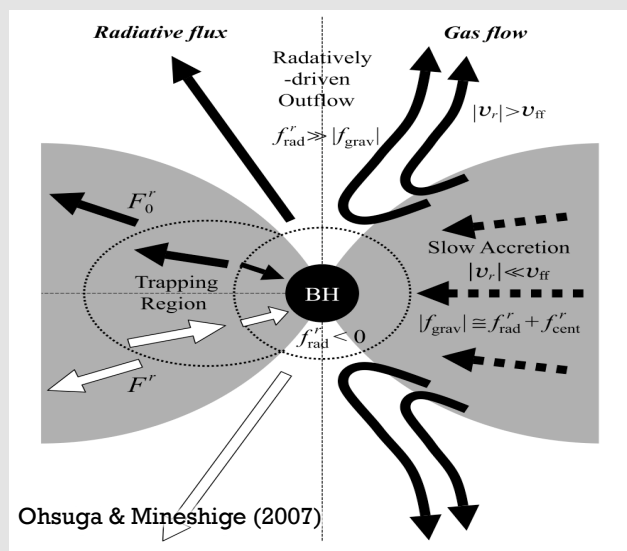 Radiative flux
Gas flow
Radatively
-driven
Outflow
f^r_rad ≫ |f_grav|
|v_r| > v_ff
F^r_0
Trapping
Region
BH
f^r_rad < 0
F^r
Slow Accretion
|v_r| ≪ v_ff
|f_grav| ≅ f^r_rad + f^r_cent
Ohsuga & Mineshige (2007)